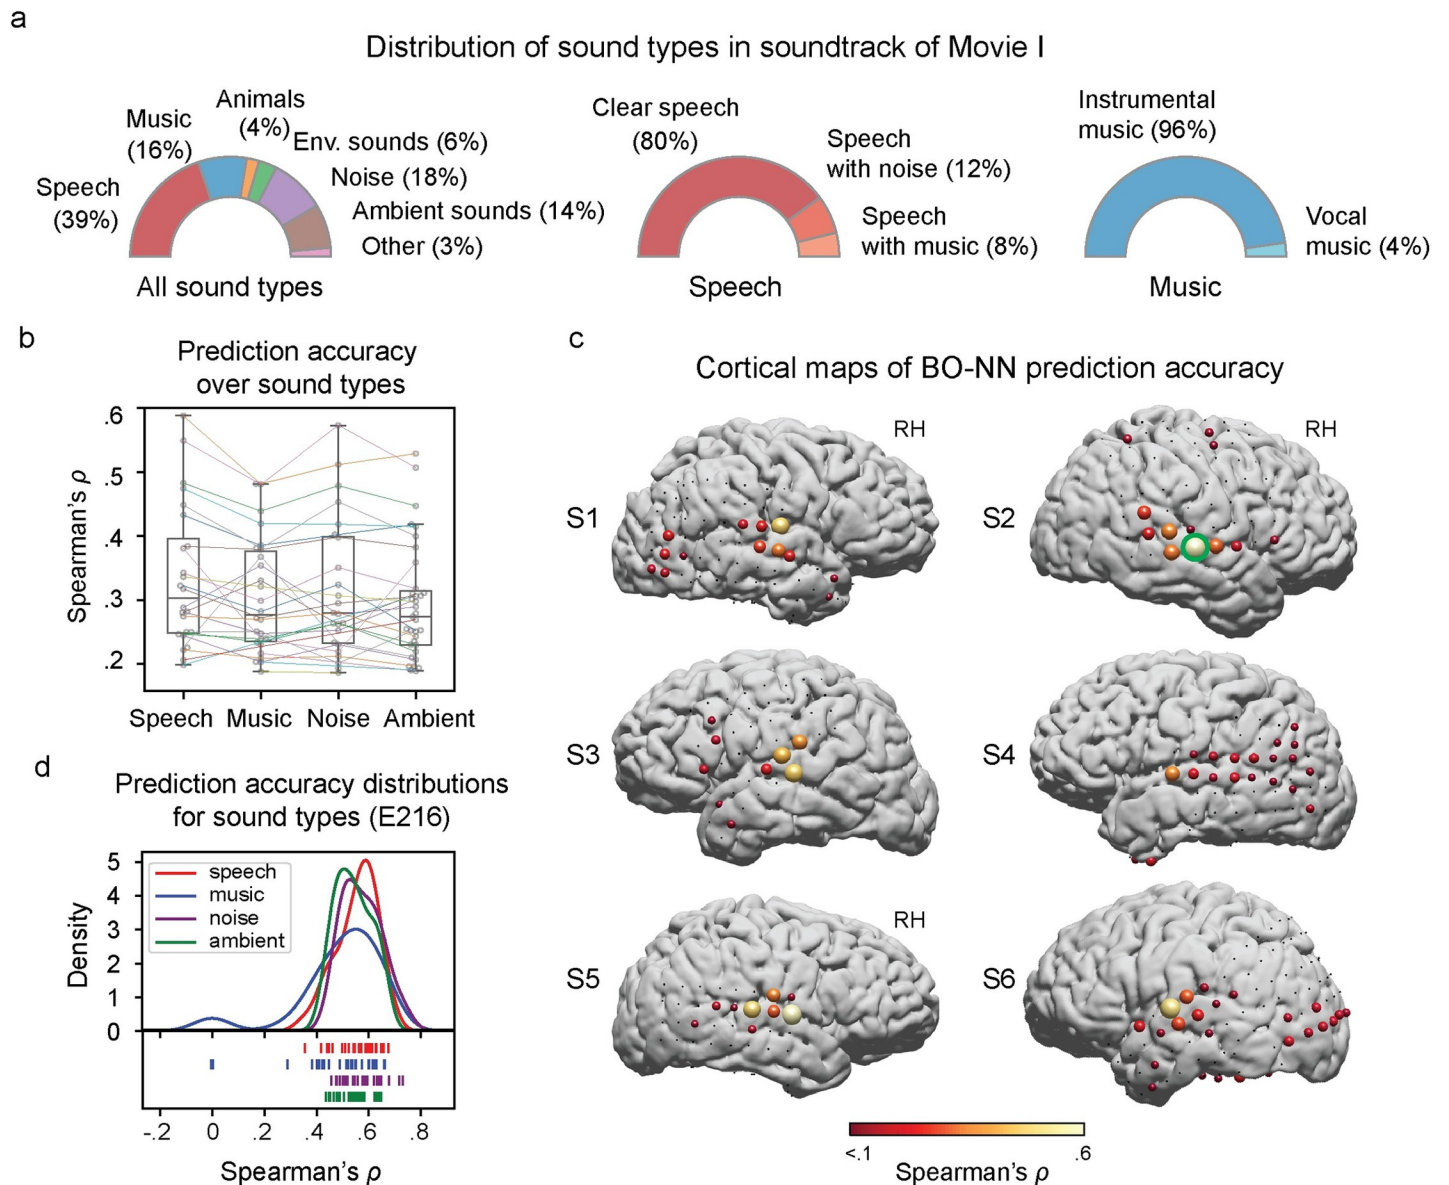 a
Distribution of sound types in soundtrack of Movie I
Speech
(39%)
Music
(16%)
Animals
(4%)
Env. sounds (6%)
Noise (18%)
Ambient sounds (14%)
Other (3%)
All sound types
Clear speech
(80%)
Speech
with noise (12%)
Speech
with music (8%)
Speech
Instrumental
music (96%)
Vocal
music (4%)
Music
b
Prediction accuracy
over sound types
Spearman's ρ
.6
.5
.4
.3
.2
Speech Music Noise Ambient
c
Cortical maps of BO-NN prediction accuracy
S1
RH
S2
RH
S3
S4
S5
RH
S6
<.1
.6
Spearman's ρ
d
Prediction accuracy distributions
for sound types (E216)
Density
5
4
3
2
1
0
speech
music
noise
ambient
-.2 0 .2 .4 .6 .8
Spearman's ρ